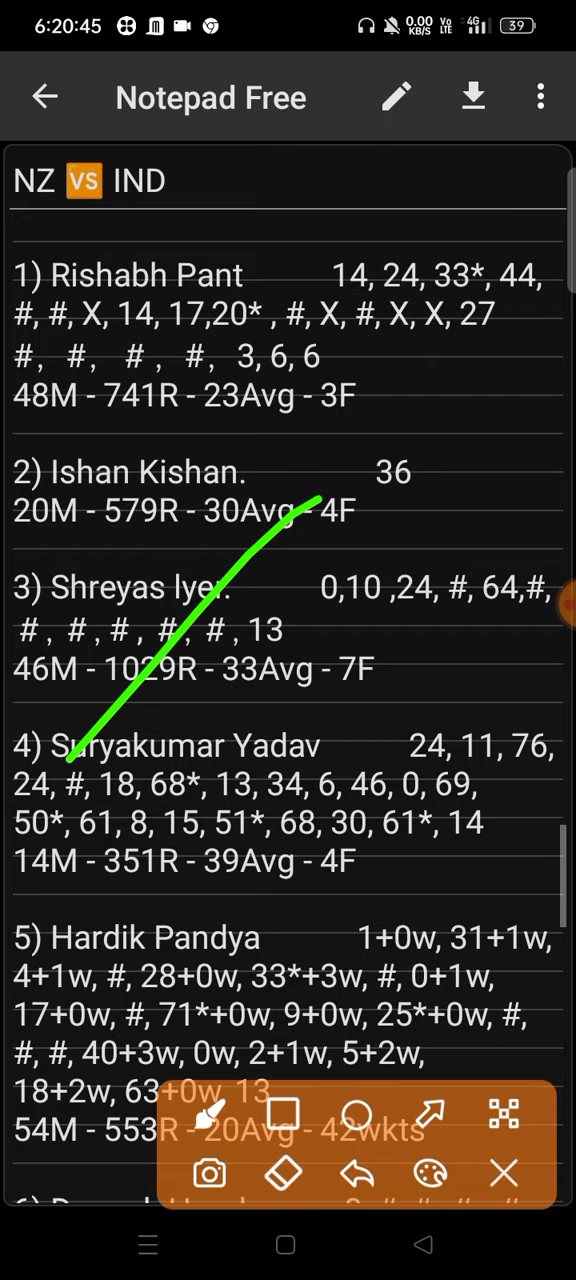 6:20:45 0.00 KB/S Vo LTE 4G 39
Notepad Free
NZ 🆚 IND
1) Rishabh Pant 14, 24, 33*, 44,
#, #, X, 14, 17,20* , #, X, #, X, X, 27
#, #, # , #, 3, 6, 6
48M - 741R - 23Avg - 3F
2) Ishan Kishan. 36
20M - 579R - 30Avg - 4F
3) Shreyas lyer. 0,10 ,24, #, 64,#,
# , # , # , # , # , 13
46M - 1029R - 33Avg - 7F
4) Suryakumar Yadav 24, 11, 76,
24, #, 18, 68*, 13, 34, 6, 46, 0, 69,
50*, 61, 8, 15, 51*, 68, 30, 61*, 14
14M - 351R - 39Avg - 4F
5) Hardik Pandya 1+0w, 31+1w,
4+1w, #, 28+0w, 33*+3w, #, 0+1w,
17+0w, #, 71*+0w, 9+0w, 25*+0w, #,
#, #, 40+3w, 0w, 2+1w, 5+2w,
18+2w, 63+0w, 13
54M - 553R - 20Avg - 42wkts